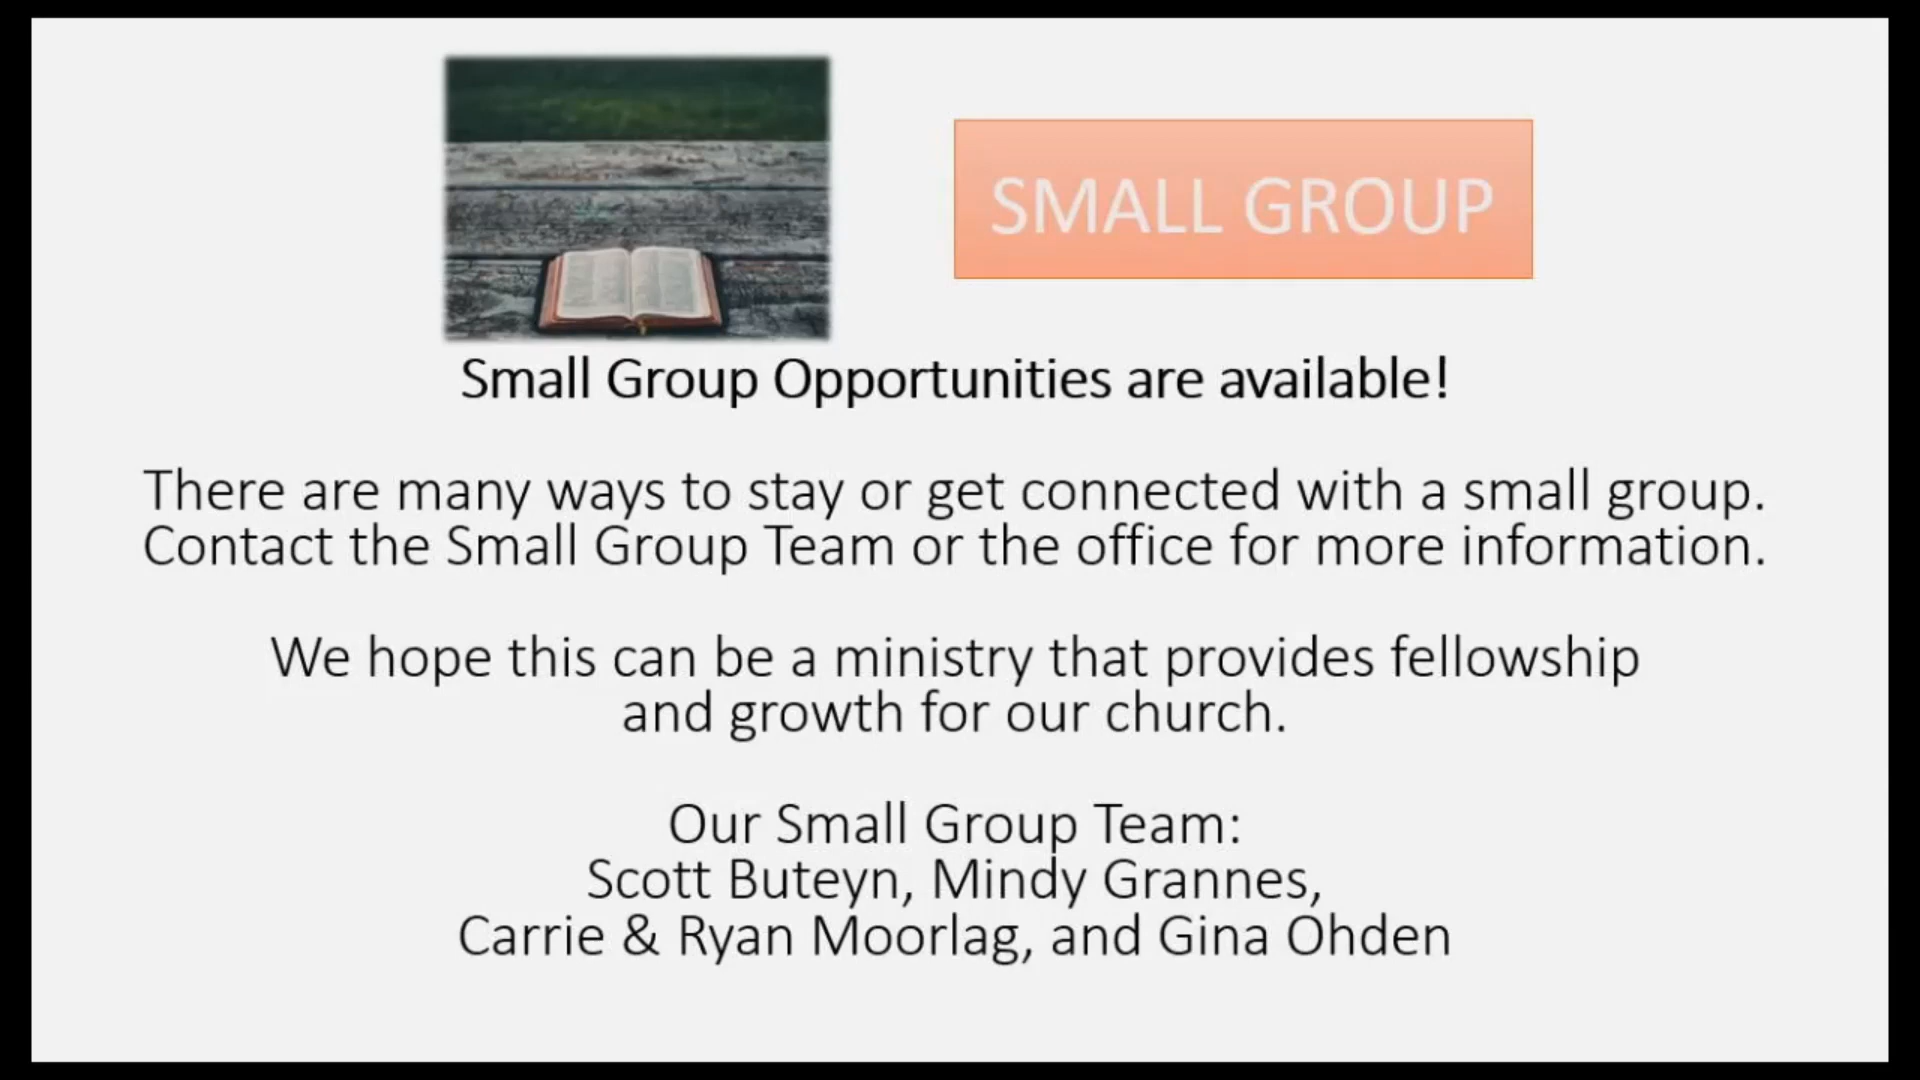 SMALL GROUP
Small Group Opportunities are available!
There are many ways to stay or get connected with a small group.
Contact the Small Group Team or the office for more information.
We hope this can be a ministry that provides fellowship
and growth for our church.
Our Small Group Team:
Scott Buteyn, Mindy Grannes,
Carrie & Ryan Moorlag, and Gina Ohden